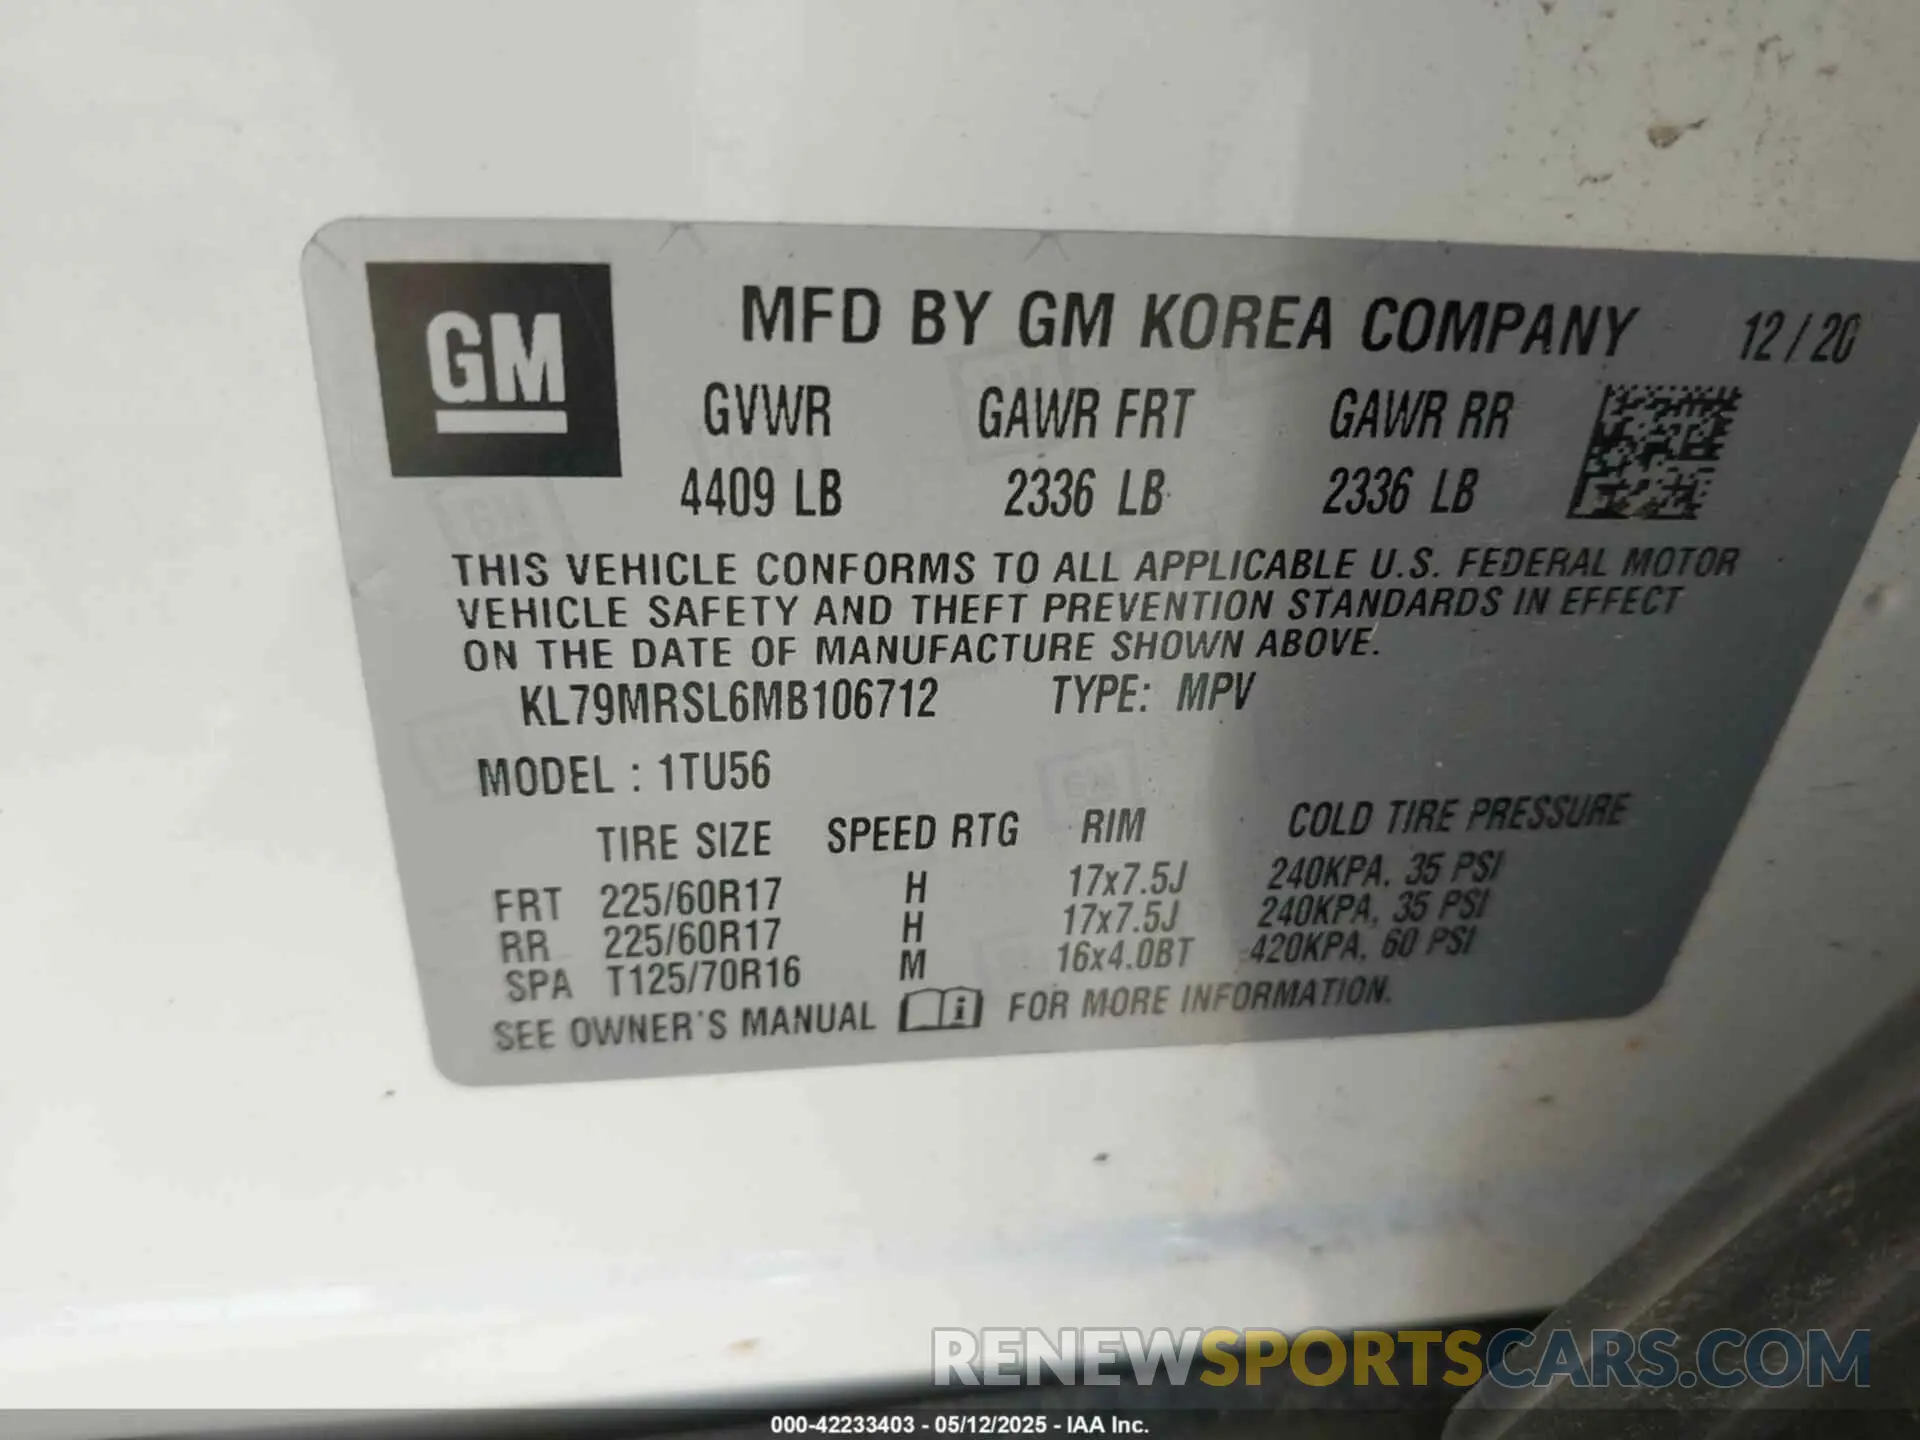 GM
MFD BY GM KOREA COMPANY 12/20
GVWR GAWR FRT GAWR RR
4409 LB 2336 LB 2336 LB
THIS VEHICLE CONFORMS TO ALL APPLICABLE U.S. FEDERAL MOTOR
VEHICLE SAFETY AND THEFT PREVENTION STANDARDS IN EFFECT
ON THE DATE OF MANUFACTURE SHOWN ABOVE.
KL79MRSL6MB106712 TYPE: MPV
MODEL : 1TU56
TIRE SIZE SPEED RTG RIM COLD TIRE PRESSURE
FRT 225/60R17 H 17x7.5J 240KPA, 35 PSI
RR 225/60R17 H 17x7.5J 240KPA, 35 PSI
SPA T125/70R16 M 16x4.0BT 420KPA, 60 PSI
SEE OWNER'S MANUAL i FOR MORE INFORMATION.
RENEWSPORTSCARS.COM
000-42233403 - 05/12/2025 - IAA Inc.